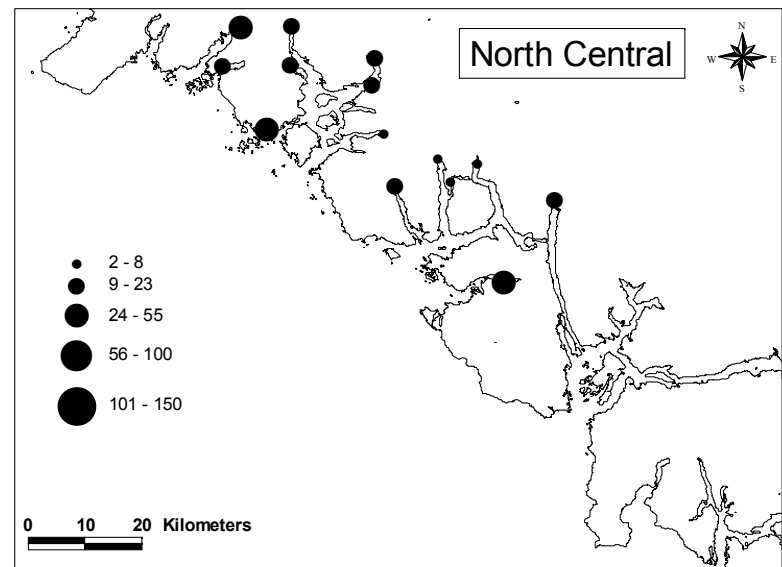 North Central
N
W E
S
2 - 8
9 - 23
24 - 55
56 - 100
101 - 150
0 10 20 Kilometers